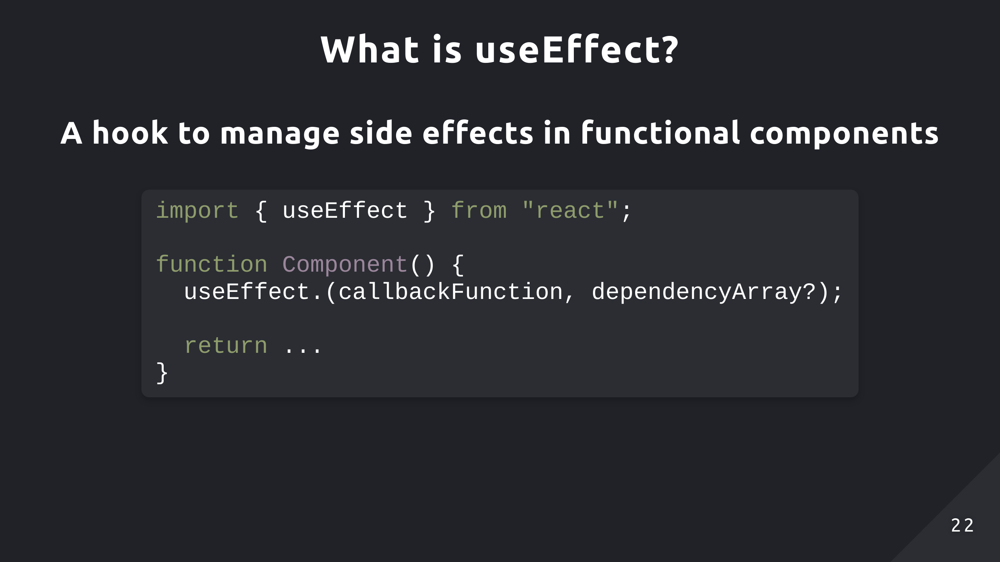 What is useEffect?
A hook to manage side effects in functional components
import { useEffect } from "react";
function Component() {
  useEffect.(callbackFunction, dependencyArray?);
  return ...
}
22